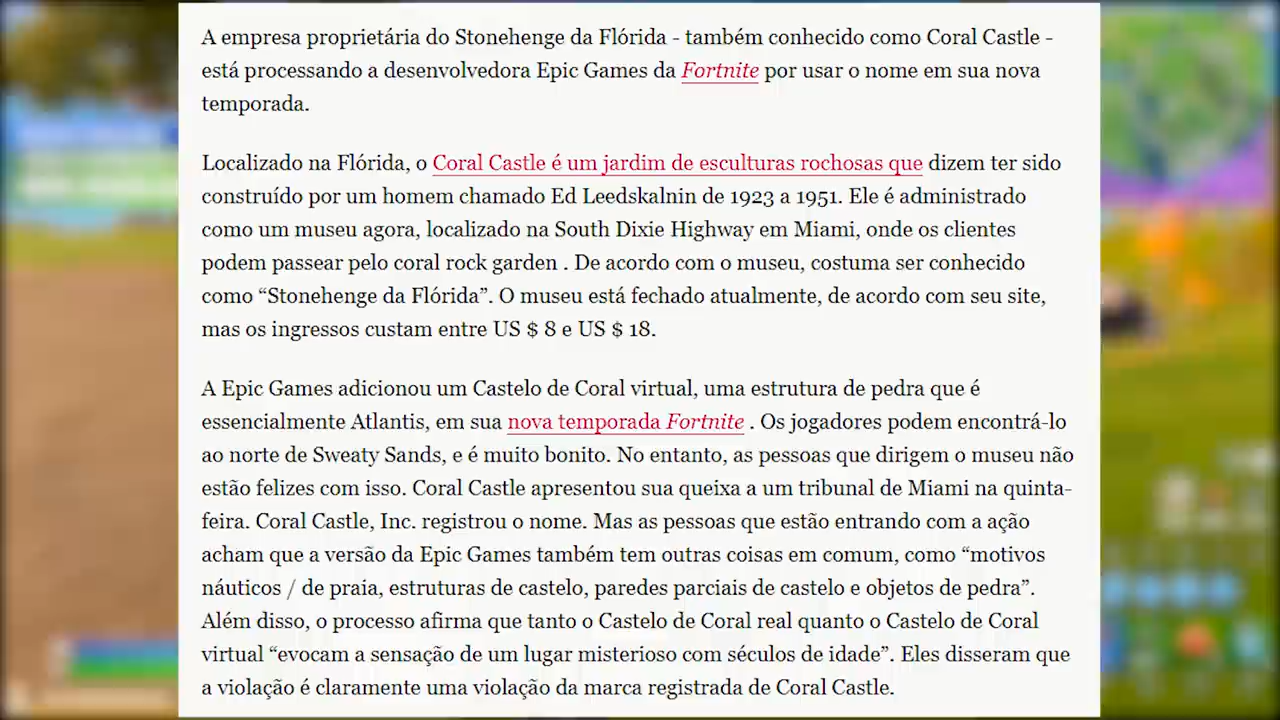 A empresa proprietária do Stonehenge da Flórida - também conhecido como Coral Castle -
está processando a desenvolvedora Epic Games da Fortnite por usar o nome em sua nova
temporada.
Localizado na Flórida, o Coral Castle é um jardim de esculturas rochosas que dizem ter sido
construído por um homem chamado Ed Leedskalnin de 1923 a 1951. Ele é administrado
como um museu agora, localizado na South Dixie Highway em Miami, onde os clientes
podem passear pelo coral rock garden . De acordo com o museu, costuma ser conhecido
como “Stonehenge da Flórida”. O museu está fechado atualmente, de acordo com seu site,
mas os ingressos custam entre US $ 8 e US $ 18.
A Epic Games adicionou um Castelo de Coral virtual, uma estrutura de pedra que é
essencialmente Atlantis, em sua nova temporada Fortnite . Os jogadores podem encontrá-lo
ao norte de Sweaty Sands, e é muito bonito. No entanto, as pessoas que dirigem o museu não
estão felizes com isso. Coral Castle apresentou sua queixa a um tribunal de Miami na quinta-
feira. Coral Castle, Inc. registrou o nome. Mas as pessoas que estão entrando com a ação
acham que a versão da Epic Games também tem outras coisas em comum, como “motivos
náuticos / de praia, estruturas de castelo, paredes parciais de castelo e objetos de pedra”.
Além disso, o processo afirma que tanto o Castelo de Coral real quanto o Castelo de Coral
virtual “evocam a sensação de um lugar misterioso com séculos de idade”. Eles disseram que
a violação é claramente uma violação da marca registrada de Coral Castle.